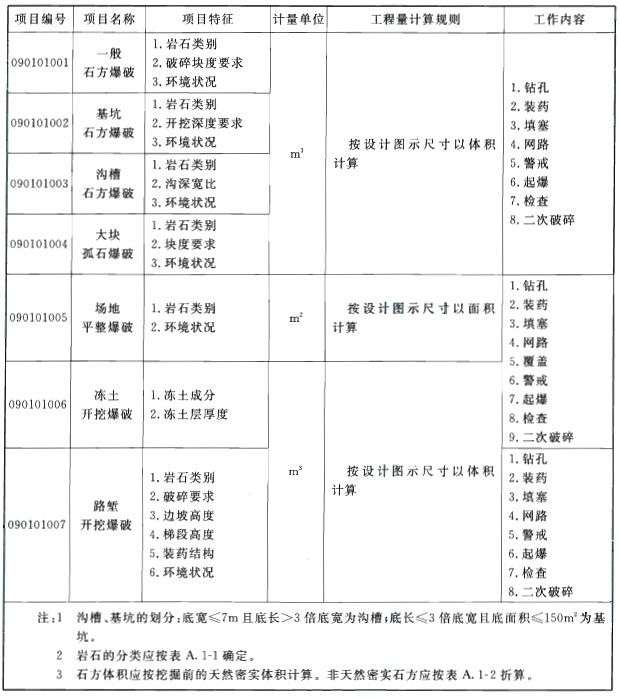 项目编号 项目名称 项目特征 计量单位 工程量计算规则 工作内容
090101001 一般石方爆破
1.岩石类别
2.破碎块度要求
3.环境状况
090101002 基坑石方爆破
1.岩石类别
2.开挖深度要求
3.环境状况
090101003 沟槽石方爆破
1.岩石类别
2.沟深宽比
3.环境状况
090101004 大块孤石爆破
1.岩石类别
2.块度要求
3.环境状况
m³
按设计图示尺寸以体积
计算
1.钻孔
2.装药
3.填塞
4.网路
5.警戒
6.起爆
7.检查
8.二次破碎
090101005 场地平整爆破
1.岩石类别
2.环境状况
m²
按设计图示尺寸以面积
计算
090101006 冻土开挖爆破
1.冻土成分
2.冻土层厚度
1.钻孔
2.装药
3.填塞
4.网路
5.覆盖
6.警戒
7.起爆
8.检查
9.二次破碎
090101007 路堑开挖爆破
1.岩石类别
2.破碎要求
3.边坡高度
4.梯段高度
5.装药结构
6.环境状况
m³
按设计图示尺寸以体积
计算
1.钻孔
2.装药
3.填塞
4.网路
5.警戒
6.起爆
7.检查
8.二次破碎
注:1 沟槽、基坑的划分:底宽≤7m且底长>3倍底宽为沟槽;底长≤3倍底宽且底面积≤150m²为基
坑。
2 岩石的分类应按表A.1-1确定。
3 石方体积应按挖掘前的天然密实体积计算。非天然密实石方应按表A.1-2折算。